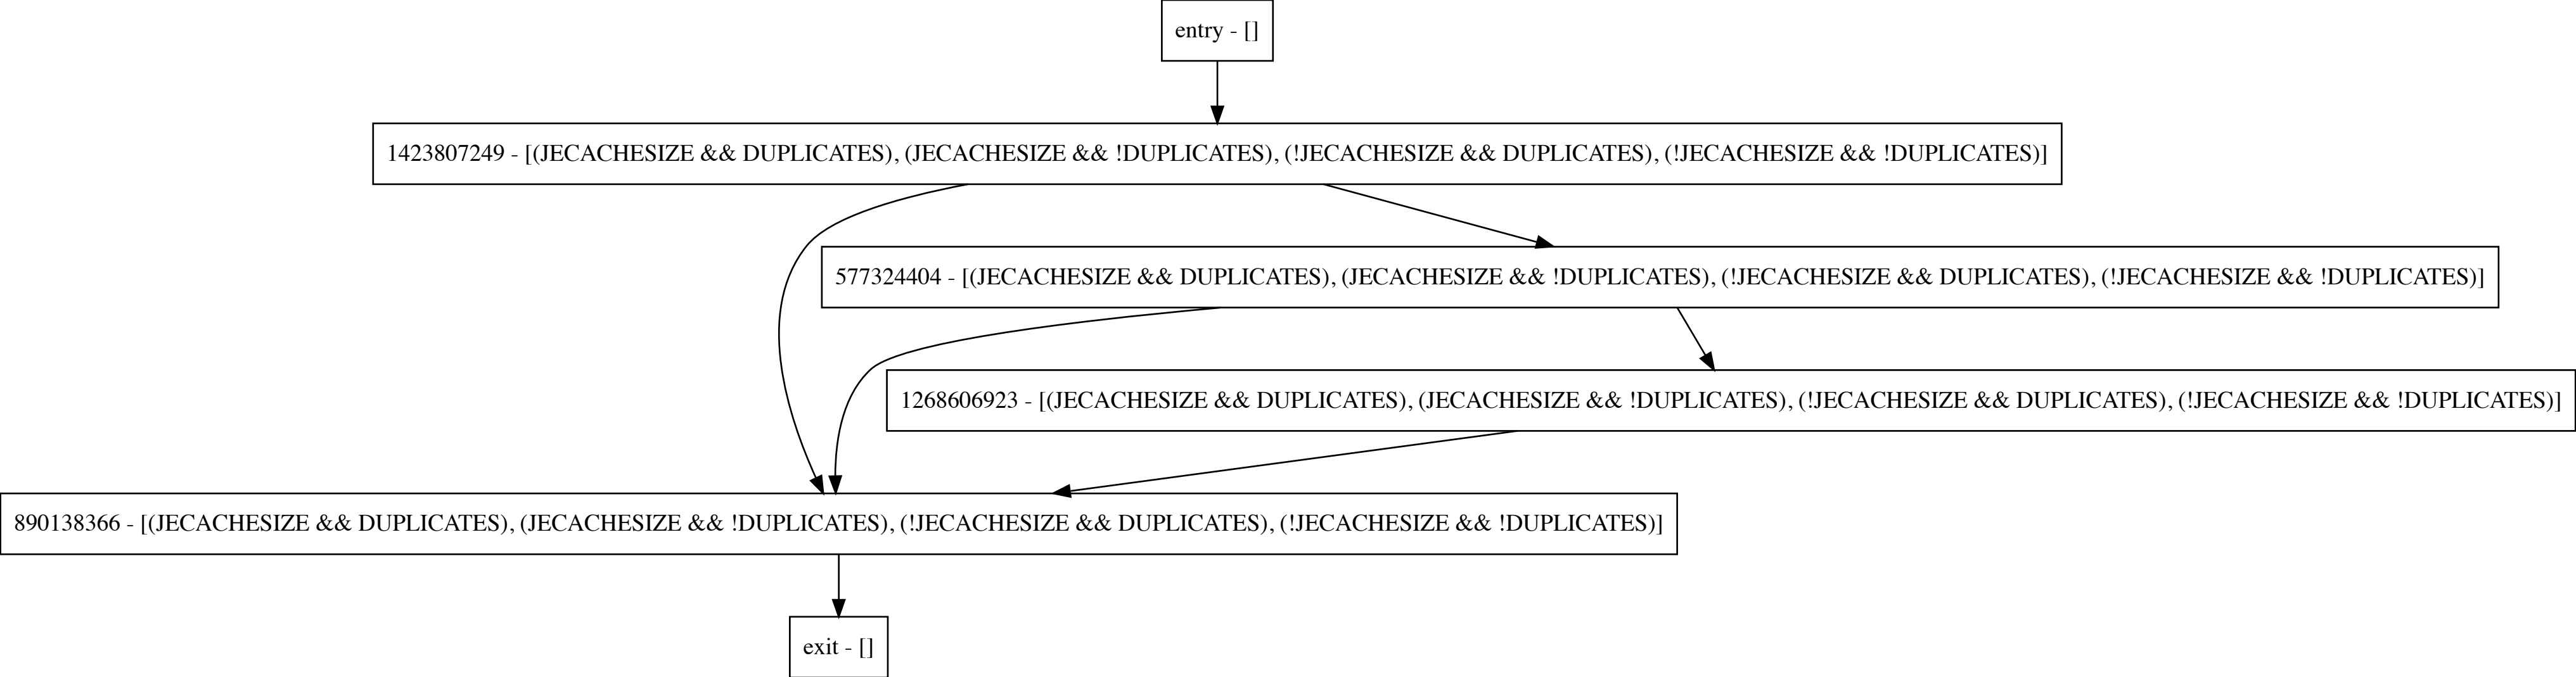 entry - []
1423807249 - [(JECACHESIZE && DUPLICATES), (JECACHESIZE && !DUPLICATES), (!JECACHESIZE && DUPLICATES), (!JECACHESIZE && !DUPLICATES)]
577324404 - [(JECACHESIZE && DUPLICATES), (JECACHESIZE && !DUPLICATES), (!JECACHESIZE && DUPLICATES), (!JECACHESIZE && !DUPLICATES)]
1268606923 - [(JECACHESIZE && DUPLICATES), (JECACHESIZE && !DUPLICATES), (!JECACHESIZE && DUPLICATES), (!JECACHESIZE && !DUPLICATES)]
890138366 - [(JECACHESIZE && DUPLICATES), (JECACHESIZE && !DUPLICATES), (!JECACHESIZE && DUPLICATES), (!JECACHESIZE && !DUPLICATES)]
exit - []